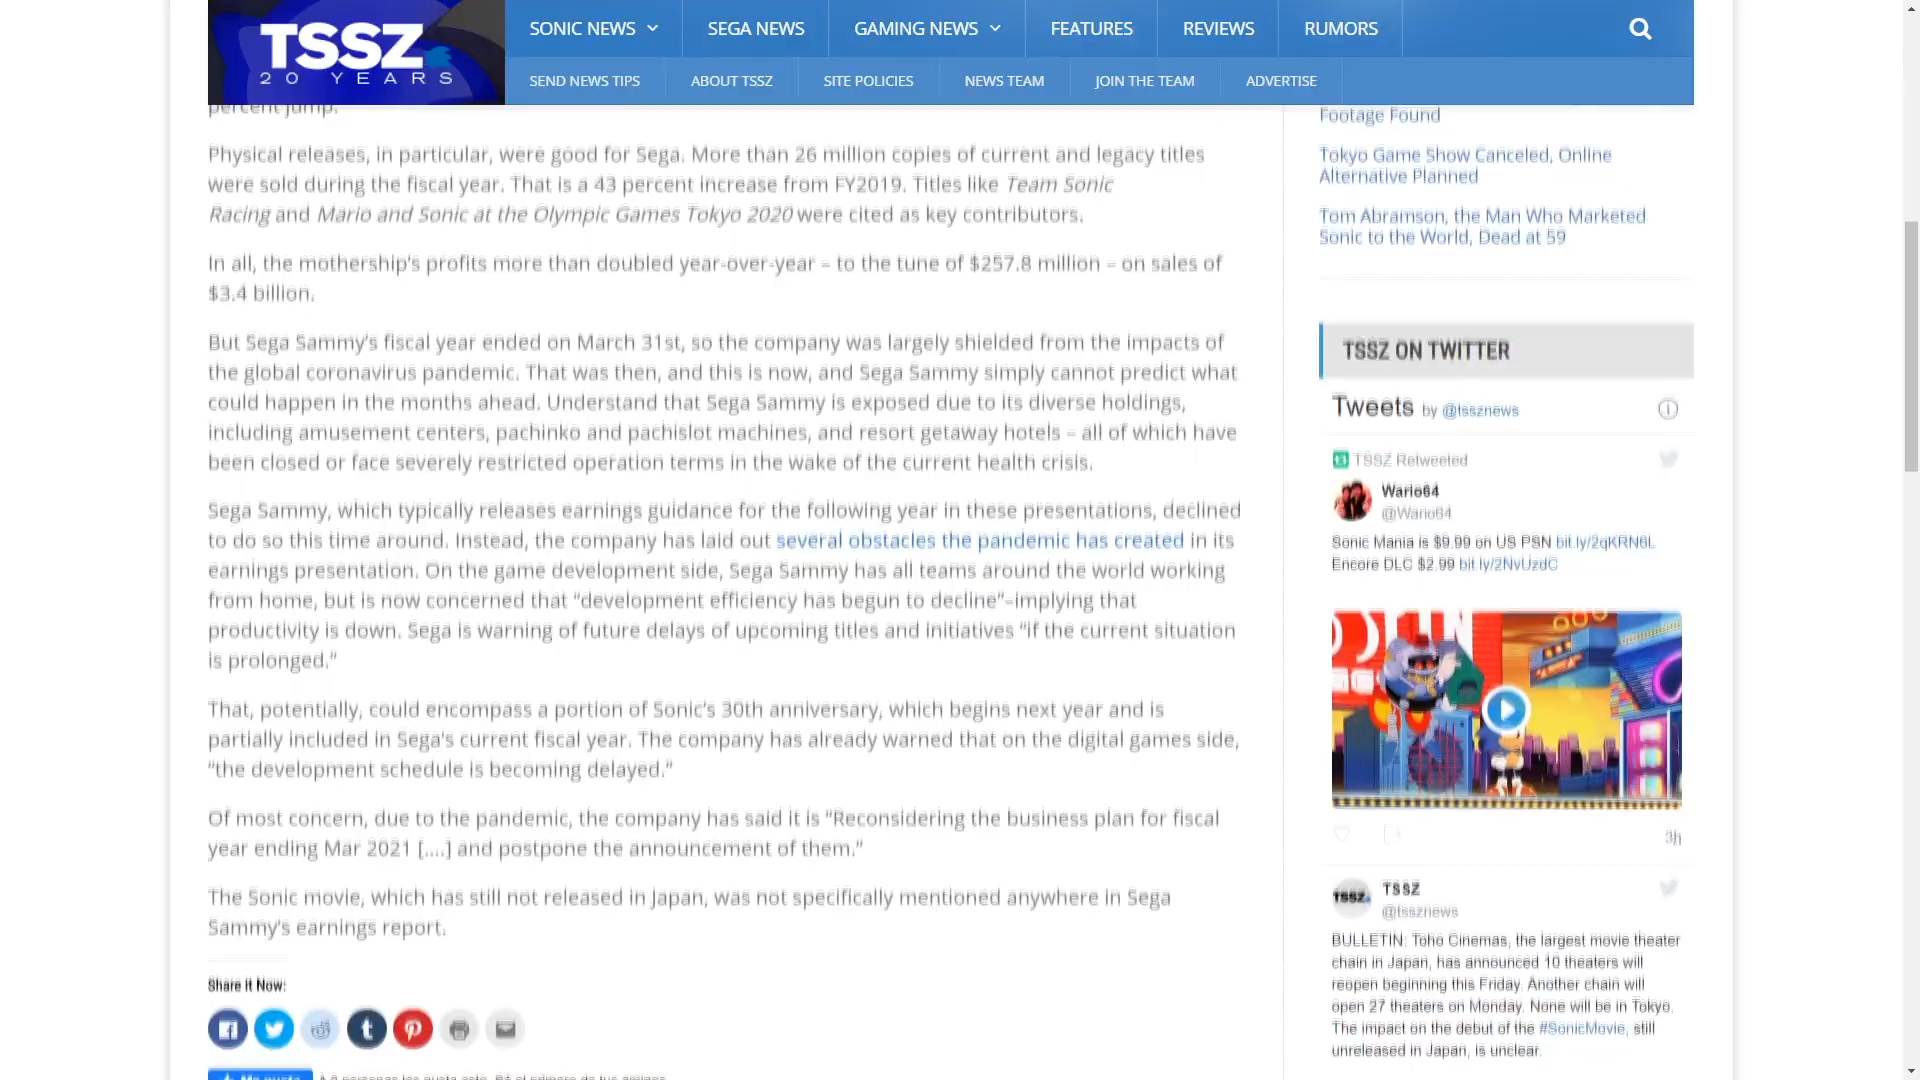 TSSZ
20 YEARS
SONIC NEWS
SEGA NEWS
GAMING NEWS
FEATURES
REVIEWS
RUMORS
SEND NEWS TIPS
ABOUT TSSZ
SITE POLICIES
NEWS TEAM
JOIN THE TEAM
ADVERTISE
percent jump.
Physical releases, in particular, were good for Sega. More than 26 million copies of current and legacy titles
were sold during the fiscal year. That is a 43 percent increase from FY2019. Titles like Team Sonic
Racing and Mario and Sonic at the Olympic Games Tokyo 2020 were cited as key contributors.
In all, the mothership's profits more than doubled year-over-year – to the tune of $257.8 million – on sales of
$3.4 billion.
But Sega Sammy's fiscal year ended on March 31st, so the company was largely shielded from the impacts of
the global coronavirus pandemic. That was then, and this is now, and Sega Sammy simply cannot predict what
could happen in the months ahead. Understand that Sega Sammy is exposed due to its diverse holdings,
including amusement centers, pachinko and pachislot machines, and resort getaway hotels – all of which have
been closed or face severely restricted operation terms in the wake of the current health crisis.
Sega Sammy, which typically releases earnings guidance for the following year in these presentations, declined
to do so this time around. Instead, the company has laid out several obstacles the pandemic has created in its
earnings presentation. On the game development side, Sega Sammy has all teams around the world working
from home, but is now concerned that “development efficiency has begun to decline”–implying that
productivity is down. Sega is warning of future delays of upcoming titles and initiatives “if the current situation
is prolonged.”
That, potentially, could encompass a portion of Sonic's 30th anniversary, which begins next year and is
partially included in Sega's current fiscal year. The company has already warned that on the digital games side,
“the development schedule is becoming delayed.”
Of most concern, due to the pandemic, the company has said it is “Reconsidering the business plan for fiscal
year ending Mar 2021 [....] and postpone the announcement of them.”
The Sonic movie, which has still not released in Japan, was not specifically mentioned anywhere in Sega
Sammy's earnings report.
Share It Now:
Me gusta
A 9 personas les gusta esto. Sé el primero de tus amigos.
Footage Found
Tokyo Game Show Canceled, Online
Alternative Planned
Tom Abramson, the Man Who Marketed
Sonic to the World, Dead at 59
TSSZ ON TWITTER
Tweets by @tssznews
TSSZ Retweeted
Wario64
@Wario64
Sonic Mania is $9.99 on US PSN bit.ly/2qKRN6L
Encore DLC $2.99 bit.ly/2NvUzdC
3h
TSSZ
TSSZ
@tssznews
BULLETIN: Toho Cinemas, the largest movie theater
chain in Japan, has announced 10 theaters will
reopen beginning this Friday. Another chain will
open 27 theaters on Monday. None will be in Tokyo.
The impact on the debut of the #SonicMovie, still
unreleased in Japan, is unclear.